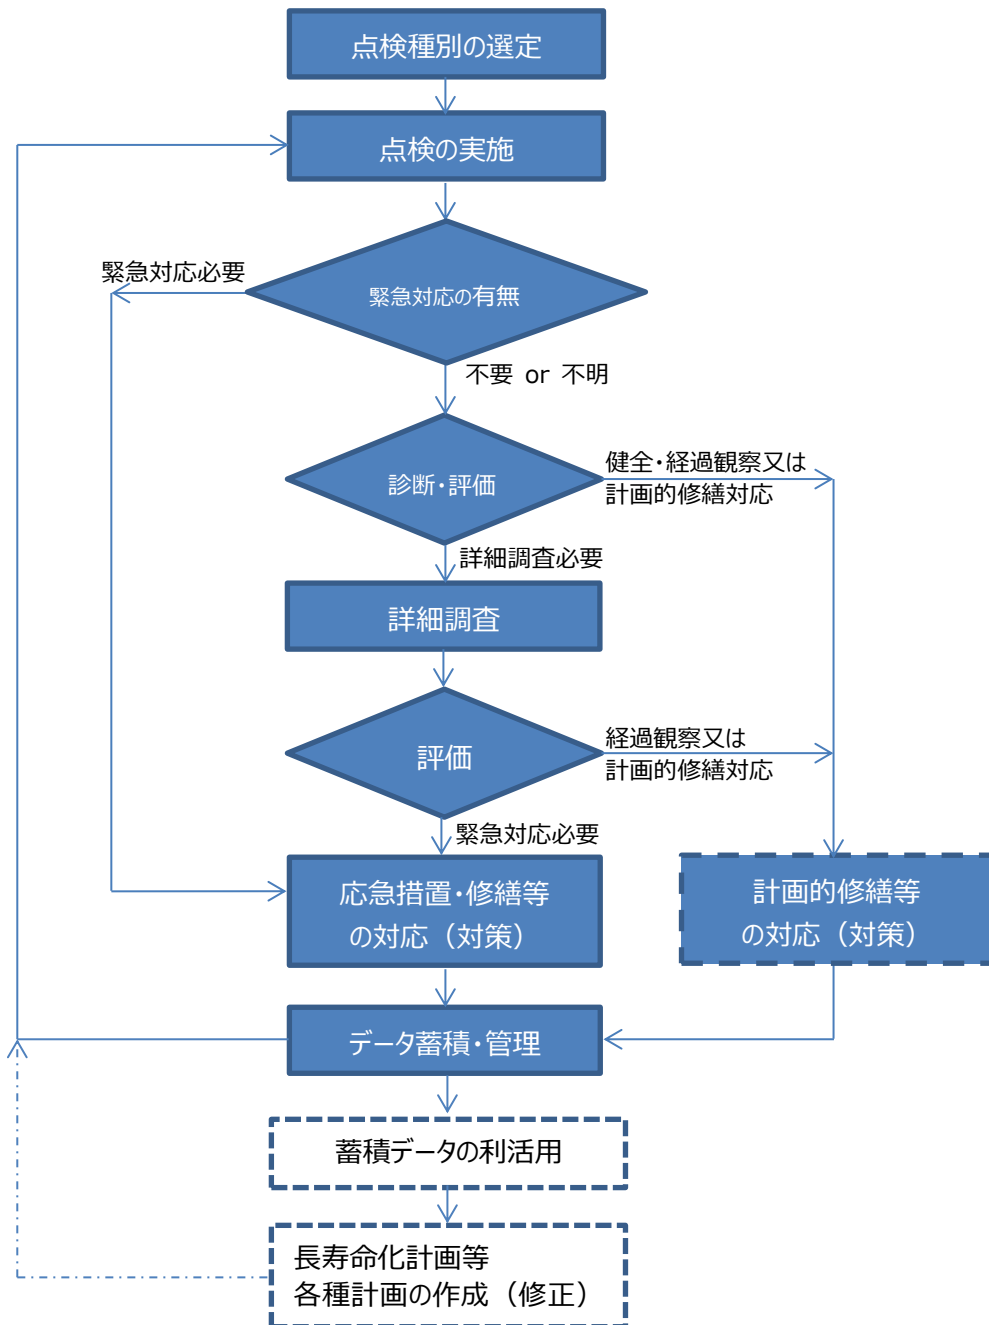 点検種別の選定
点検の実施
緊急対応必要
緊急対応の有無
不要 or 不明
健全・経過観察又は
計画的修繕対応
診断・評価
詳細調査必要
詳細調査
経過観察又は
計画的修繕対応
評価
緊急対応必要
応急措置・修繕等
の対応（対策）
計画的修繕等
の対応（対策）
データ蓄積・管理
蓄積データの利活用
長寿命化計画等
各種計画の作成（修正）